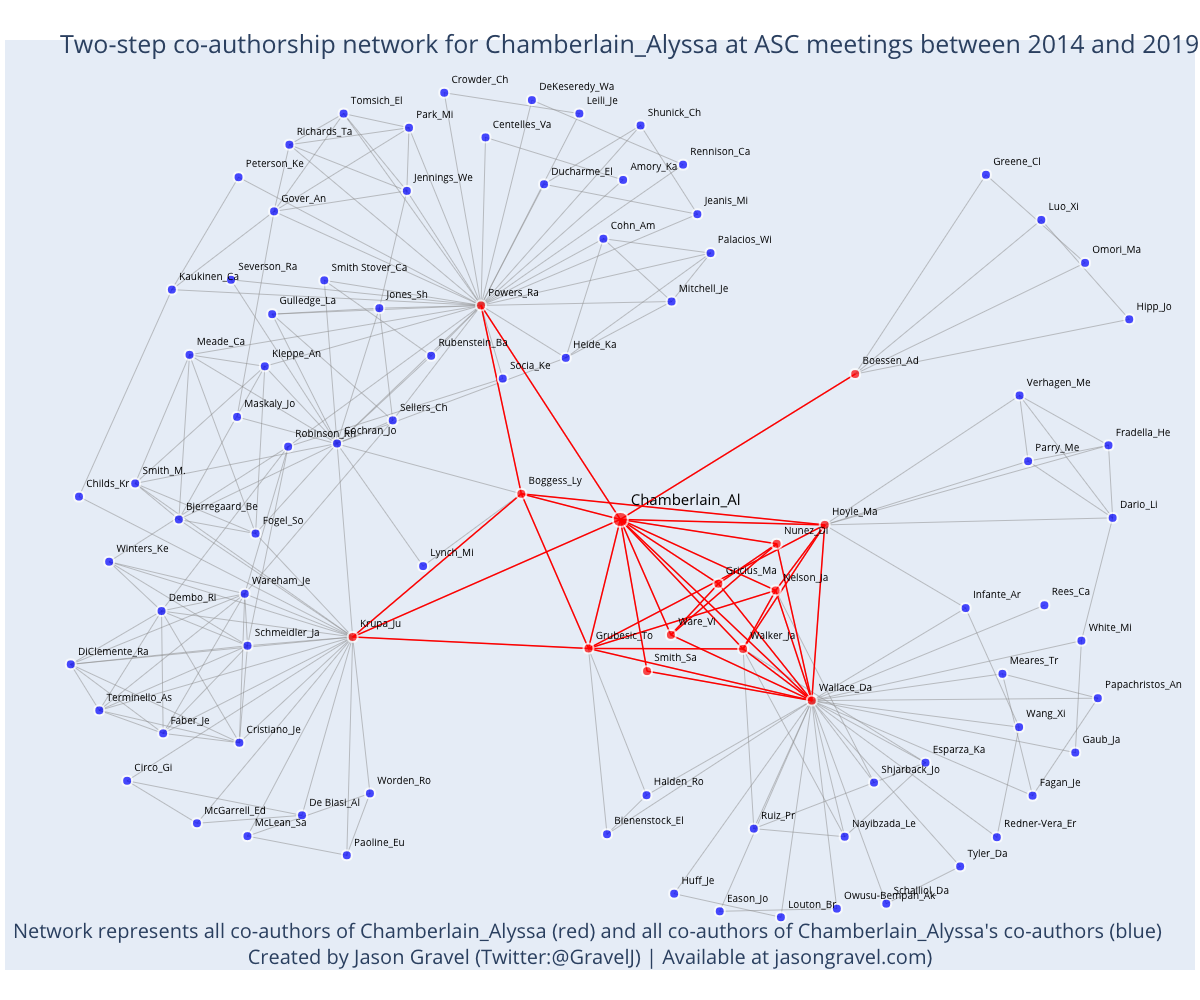 Two-step co-authorship network for Chamberlain_Alyssa at ASC meetings between 2014 and 2019
Crowder_Ch
DeKeseredy_Wa
Leili_Je
Tomsich_El
Park_Mi
Shunick_Ch
Centelles_Va
Richards_Ta
Rennison_Ca
Peterson_Ke
Jennings_We
Ducharme_El
Amory_Ka
Greene_Cl
Gover_An
Jeanis_Mi
Luo_Xi
Cohn_Am
Palacios_Wi
Omori_Ma
Kaukinen_Ca
Severson_Ra
Smith Stover_Ca
Gulledge_La
Jones_Sh
Powers_Ra
Mitchell_Je
Hipp_Jo
Meade_Ca
Kleppe_An
Rubenstein_Ba
Heide_Ka
Socia_Ke
Boessen_Ad
Verhagen_Me
Maskaly_Jo
Sellers_Ch
Robinson_Rh
Cochran_Jo
Fradella_He
Parry_Me
Childs_Kr
Smith_M.
Boggess_Ly
Chamberlain_Al
Bjerregaard_Be
Fogel_So
Hoyle_Ma
Dario_Li
Nunez_Di
Winters_Ke
Lynch_Mi
Gricius_Ma
Nelson_Ja
Wareham_Je
Dembo_Ri
Infante_Ar
Rees_Ca
Schmeidler_Ja
Krupa_Ju
Grubesic_To
Ware_Vi
Walker_Ja
White_Mi
DiClemente_Ra
Smith_Sa
Meares_Tr
Terminello_As
Wallace_Da
Papachristos_An
Faber_Je
Cristiano_Je
Wang_Xi
Gaub_Ja
Circo_Gi
Worden_Ro
Haiden_Ro
Esparza_Ka
Shjarback_Jo
Fagan_Je
McGarrell_Ed
De Biasi_Al
McLean_Sa
Bienenstock_El
Ruiz_Pr
Nayibzada_Le
Redner-Vera_Er
Paoline_Eu
Tyler_Da
Huff_Je
Eason_Jo
Louton_Br
Owusu-Bempah_Ak
Schalliol_Da
Network represents all co-authors of Chamberlain_Alyssa (red) and all co-authors of Chamberlain_Alyssa's co-authors (blue)
Created by Jason Gravel (Twitter:@GravelJ) | Available at jasongravel.com)